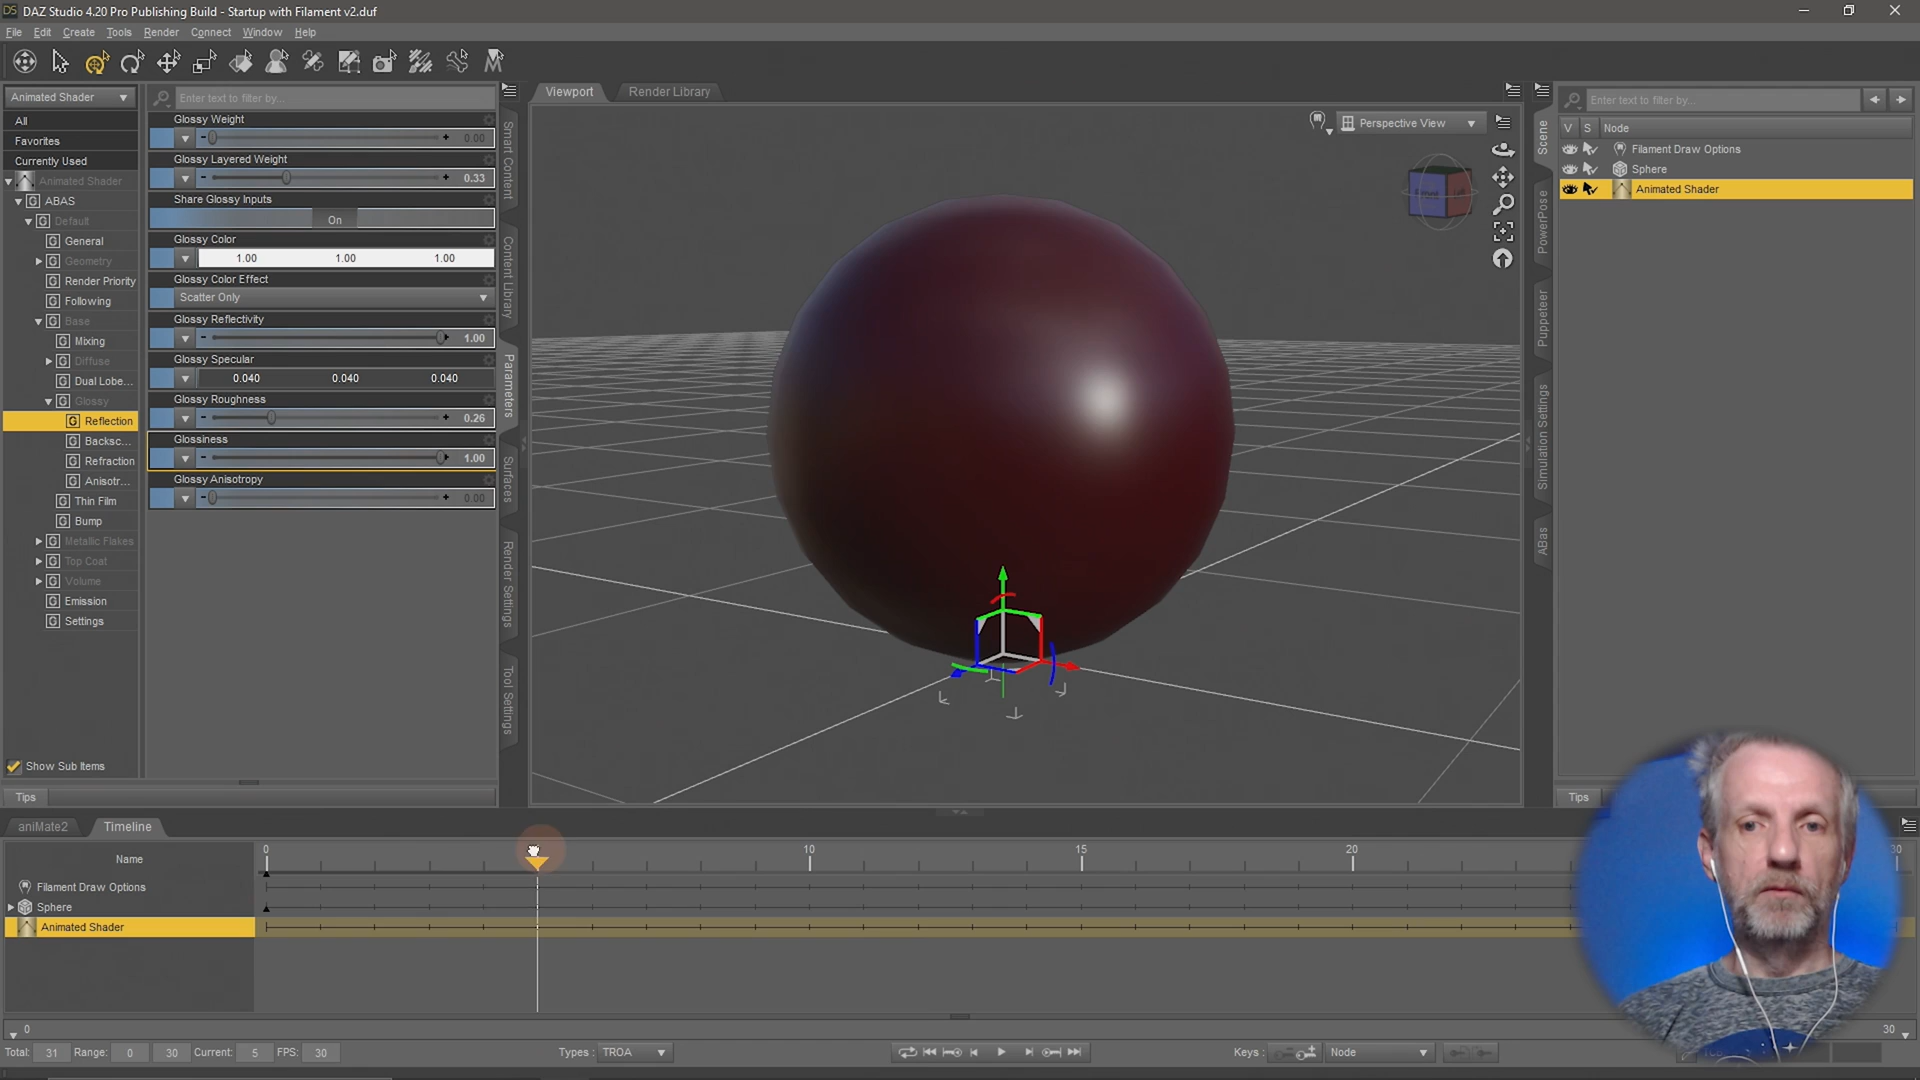 DAZ Studio 4.20 Pro Publishing Build - Startup with Filament v2.duf
File Edit Create Tools Render Connect Window Help
Animated Shader
All
Favorites
Currently Used
Animated Shader
ABAS
Default
General
Geometry
Render Priority
Following
Base
Mixing
Diffuse
Dual Lobe...
Glossy
Reflection
Backsc...
Refraction
Anisotr...
Thin Film
Bump
Metallic Flakes
Top Coat
Volume
Emission
Settings
Show Sub Items
Tips
Enter text to filter by...
Glossy Weight
0.00
Glossy Layered Weight
0.33
Share Glossy Inputs
On
Glossy Color
1.00 1.00 1.00
Glossy Color Effect
Scatter Only
Glossy Reflectivity
1.00
Glossy Specular
0.040 0.040 0.040
Glossy Roughness
0.26
Glossiness
1.00
Glossy Anisotropy
0.00
Smart Content
Content Library
Parameters
Surfaces
Render Settings
Tool Settings
Viewport Render Library
Perspective View
Scene
PowerPose
Puppeteer
Simulation Settings
ABas
Enter text to filter by...
V S Node
Filament Draw Options
Sphere
Animated Shader
Tips
aniMate2 Timeline
Name
0 10 15 20 30
Filament Draw Options
Sphere
Animated Shader
0 30
Total: 31 Range: 0 30 Current: 5 FPS: 30 Types: TROA Keys: Node